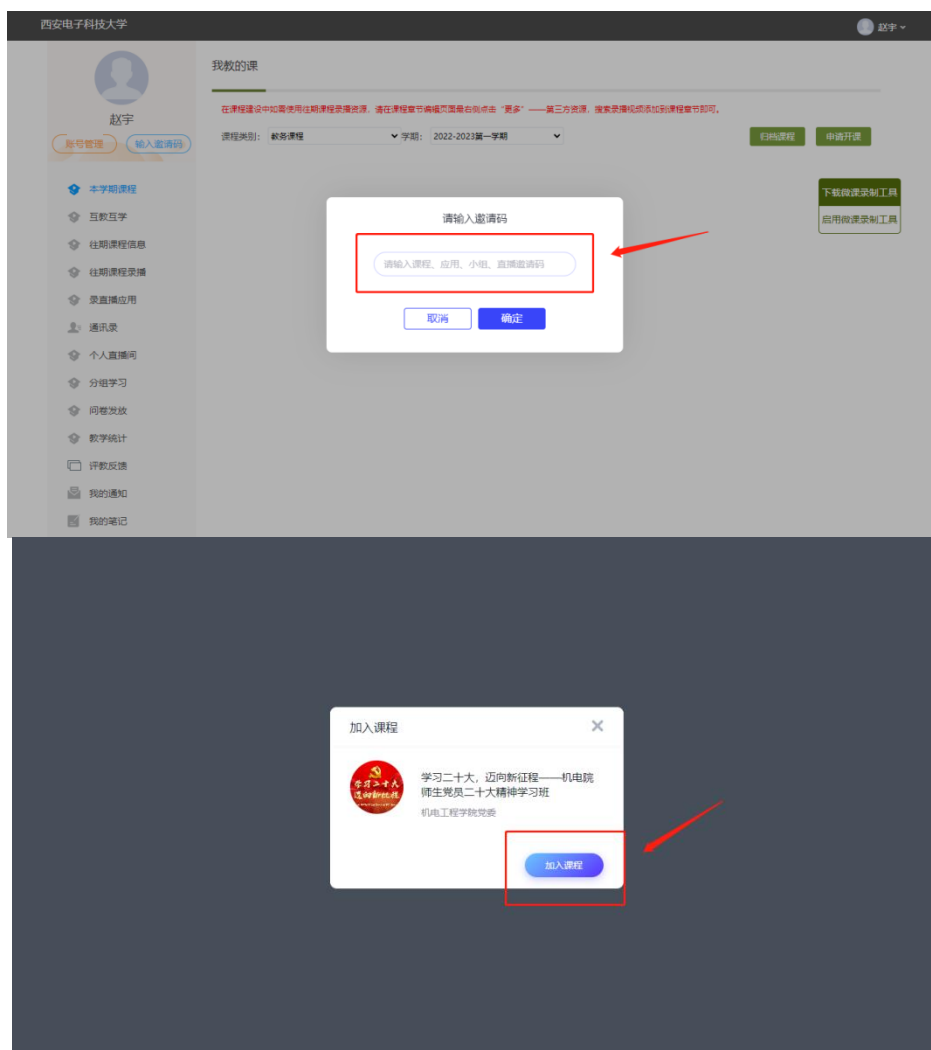 西安电子科技大学
赵宇
赵宇
账号管理
输入邀请码
本学期课程
互教互学
往期课程信息
往期课程录播
录直播应用
通讯录
个人直播间
分组学习
问卷发放
教学统计
评教反馈
我的通知
我的笔记
我教的课
在课程建设中如需使用往期课程录播资源，请在课程章节编辑页面最右侧点击“更多”——第三方资源，搜索录播视频添加到课程章节即可。
课程类别： 教务课程 学期： 2022-2023第一学期
归档课程
申请开课
下载微课录制工具
启用微课录制工具
请输入邀请码
请输入课程、应用、小组、直播邀请码
取消
确定
加入课程
学习二十大
迈向新征程
学习二十大，迈向新征程——机电院
师生党员二十大精神学习班
机电工程学院党委
加入课程